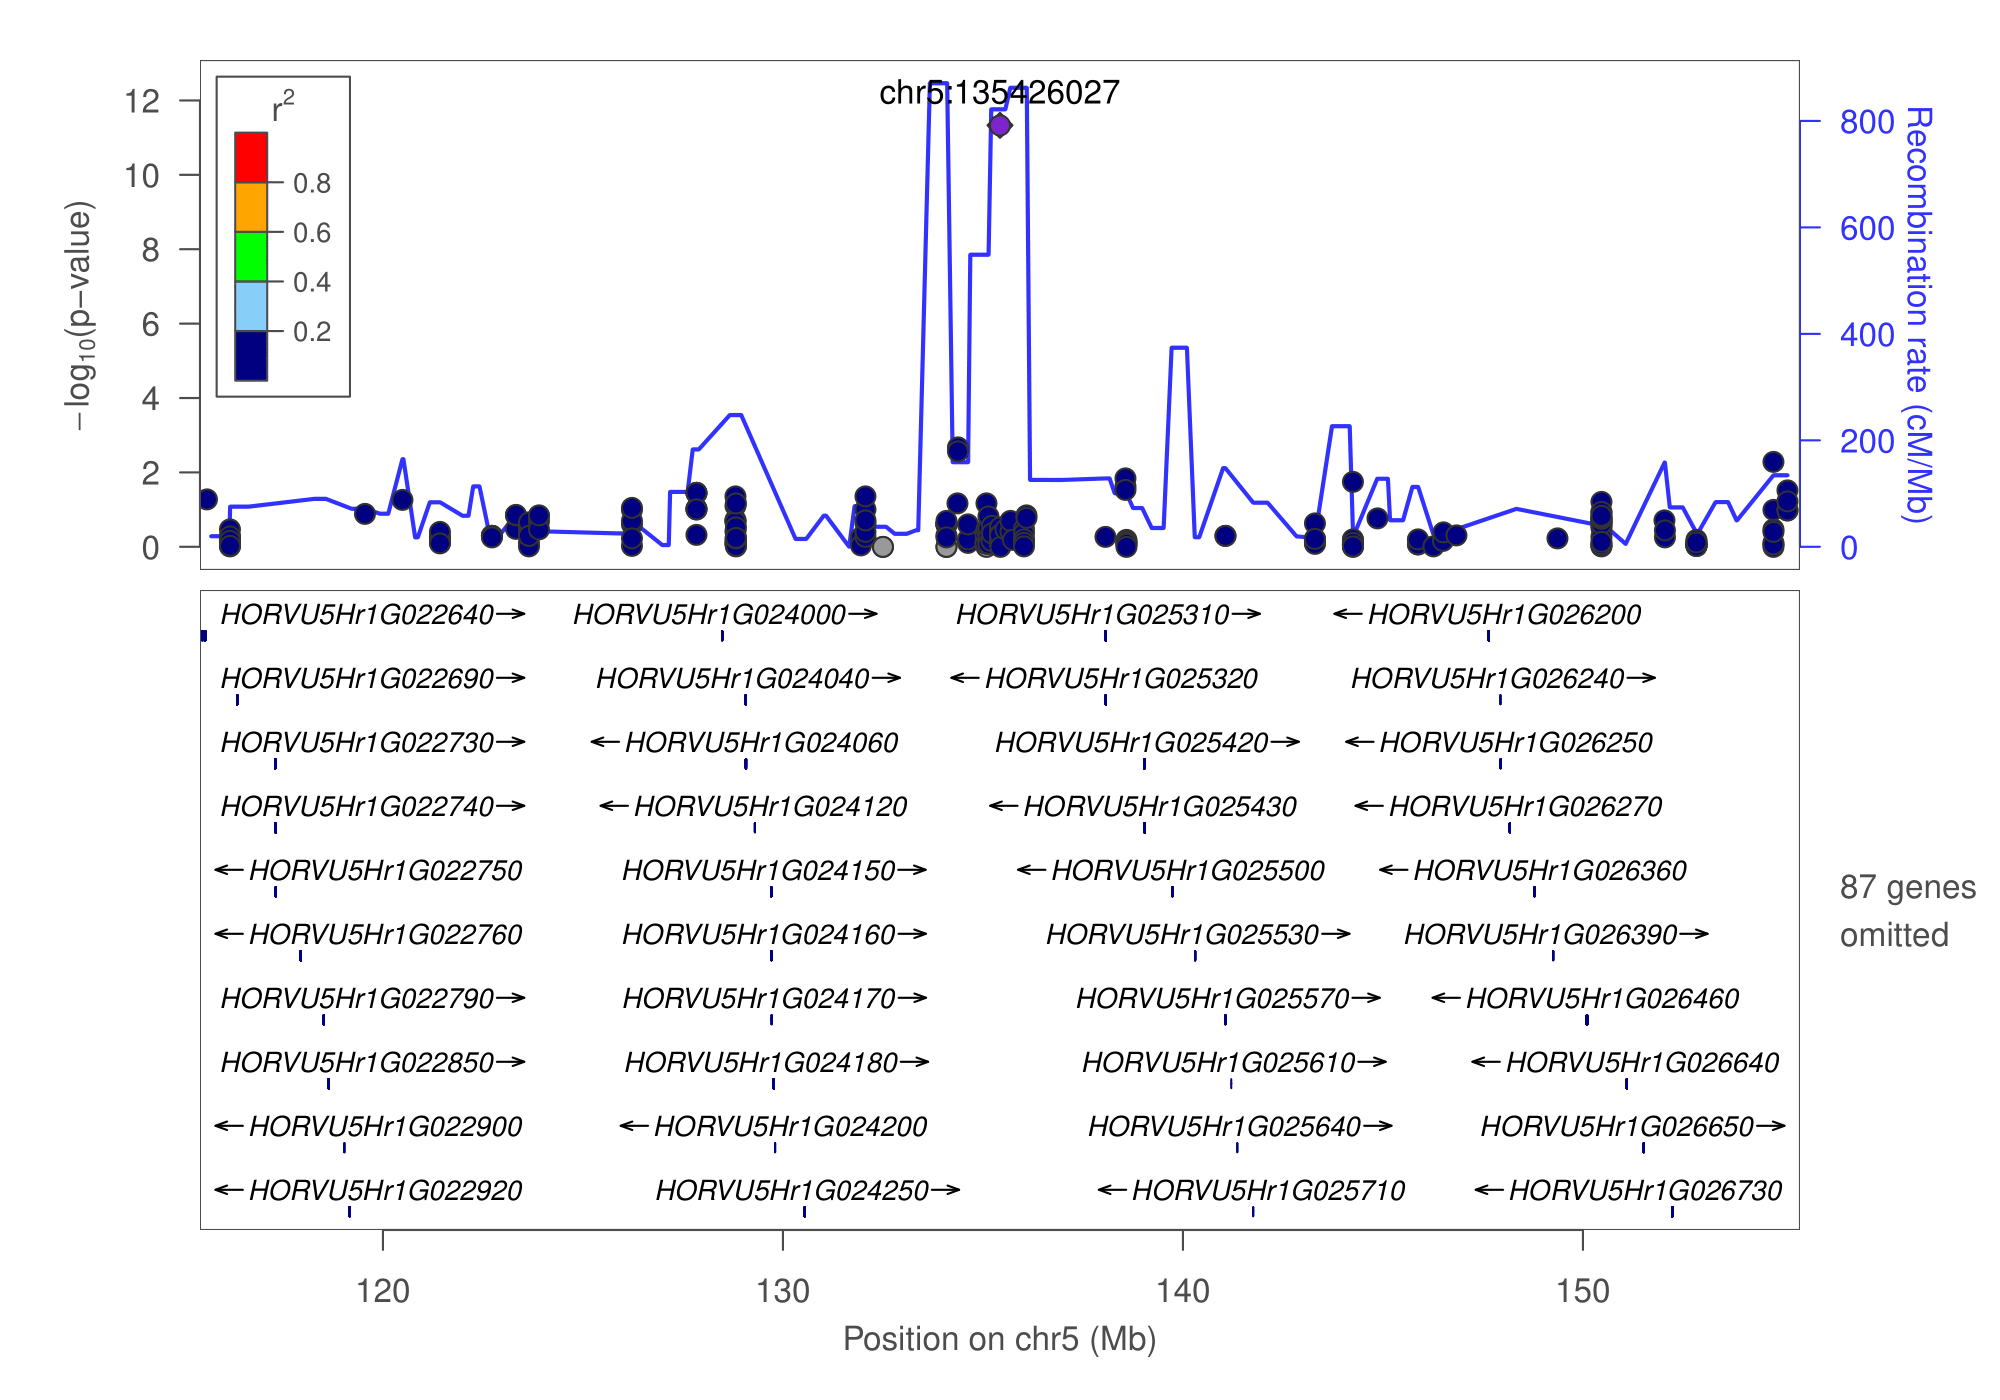 chr5:135426027
r2
0.8
0.6
0.4
0.2
12
10
8
6
4
2
0
−log10(p−value)
800
600
400
200
0
Recombination rate (cM/Mb)
HORVU5Hr1G022640→ HORVU5Hr1G024000→ HORVU5Hr1G025310→ ←HORVU5Hr1G026200
HORVU5Hr1G022690→ HORVU5Hr1G024040→ ←HORVU5Hr1G025320 HORVU5Hr1G026240→
HORVU5Hr1G022730→ ←HORVU5Hr1G024060 HORVU5Hr1G025420→ ←HORVU5Hr1G026250
HORVU5Hr1G022740→ ←HORVU5Hr1G024120 ←HORVU5Hr1G025430 ←HORVU5Hr1G026270
←HORVU5Hr1G022750 HORVU5Hr1G024150→ ←HORVU5Hr1G025500 ←HORVU5Hr1G026360
←HORVU5Hr1G022760 HORVU5Hr1G024160→ HORVU5Hr1G025530→ HORVU5Hr1G026390→
HORVU5Hr1G022790→ HORVU5Hr1G024170→ HORVU5Hr1G025570→ ←HORVU5Hr1G026460
HORVU5Hr1G022850→ HORVU5Hr1G024180→ HORVU5Hr1G025610→ ←HORVU5Hr1G026640
←HORVU5Hr1G022900 ←HORVU5Hr1G024200 HORVU5Hr1G025640→ HORVU5Hr1G026650→
←HORVU5Hr1G022920 HORVU5Hr1G024250→ ←HORVU5Hr1G025710 ←HORVU5Hr1G026730
87 genes
omitted
120 130 140 150
Position on chr5 (Mb)